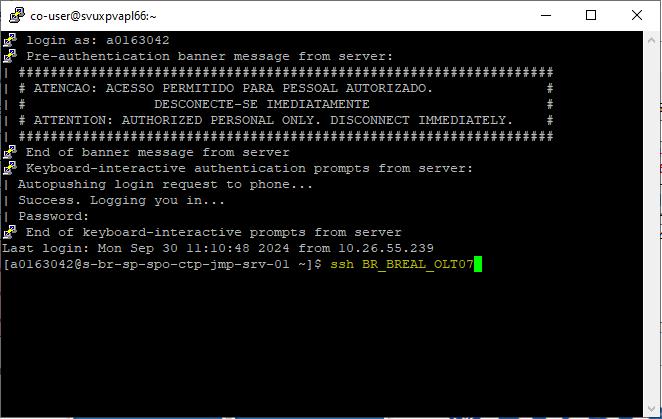 co-user@svuxpvapl66:~
login as: a0163042
Pre-authentication banner message from server:
| ###################################################################
| # ATENCAO: ACESSO PERMITIDO PARA PESSOAL AUTORIZADO. #
| # DESCONECTE-SE IMEDIATAMENTE #
| # ATTENTION: AUTHORIZED PERSONAL ONLY. DISCONNECT IMMEDIATELY. #
| ###################################################################
End of banner message from server
Keyboard-interactive authentication prompts from server:
| Autopushing login request to phone...
| Success. Logging you in...
| Password:
End of keyboard-interactive prompts from server
Last login: Mon Sep 30 11:10:48 2024 from 10.26.55.239
[a0163042@s-br-sp-spo-ctp-jmp-srv-01 ~]$ ssh BR_BREAL_OLT07